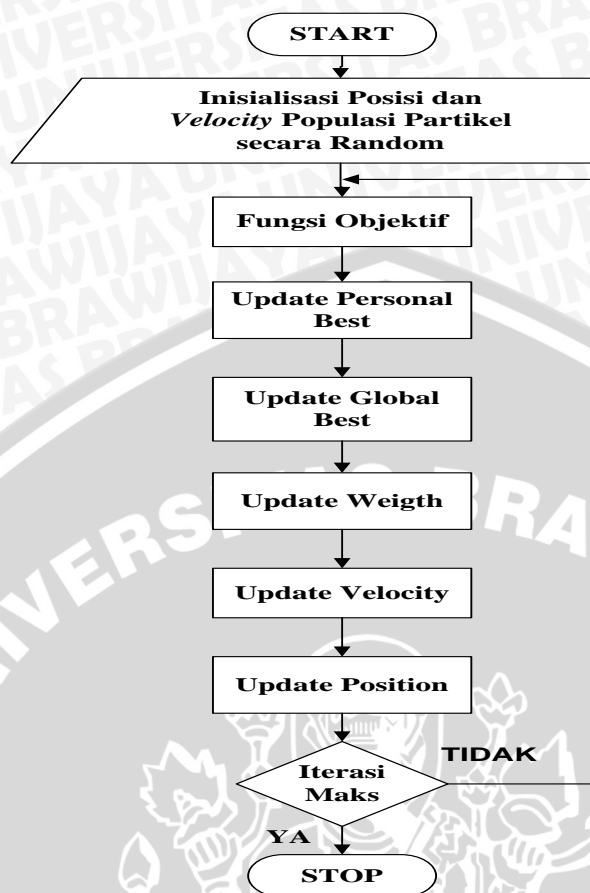 START
Inisialisasi Posisi dan
Velocity Populasi Partikel
secara Random
Fungsi Objektif
Update Personal
Best
Update Global
Best
Update Weigth
Update Velocity
Update Position
Iterasi
Maks
TIDAK
YA
STOP